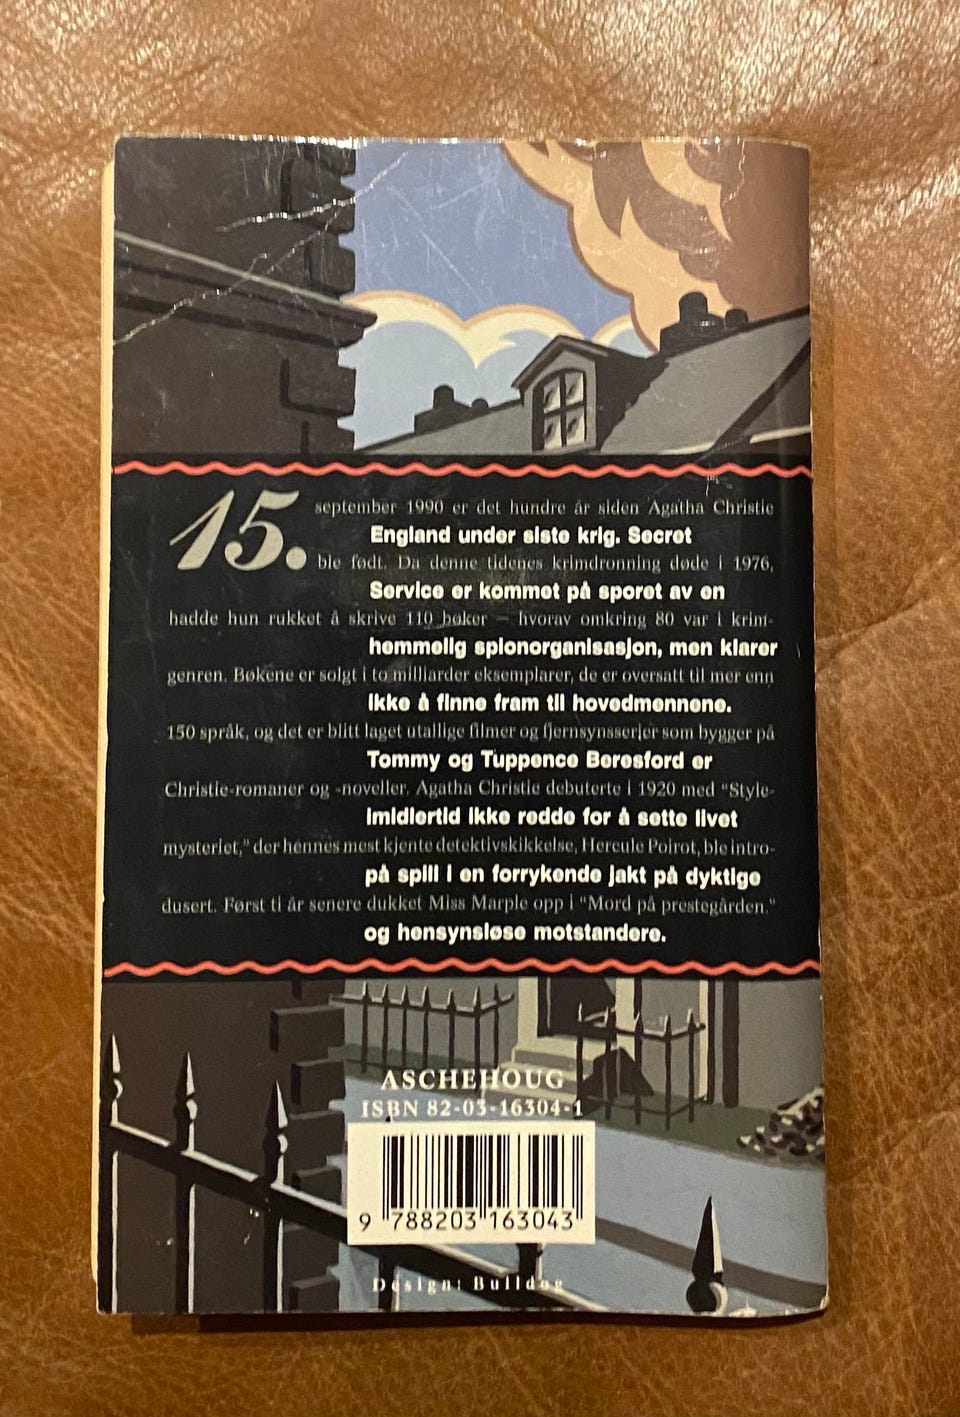 15.
september 1990 er det hundre år siden Agatha Christie
England under siste krig. Secret
ble født. Da denne tidenes krimdronning døde i 1976,
Service er kommet på sporet av en
hadde hun rukket å skrive 110 bøker – hvorav omkring 80 var i krim-
hemmelig spionorganisasjon, men klarer
genren. Bøkene er solgt i to milliarder eksemplarer, de er oversatt til mer enn
ikke å finne fram til hovedmennene.
150 språk, og det er blitt laget utallige filmer og fjernsynsserier som bygger på
Tommy og Tuppence Beresford er
Christie-romaner og -noveller. Agatha Christie debuterte i 1920 med "Style-
imidlertid ikke redde for å sette livet
mysteriet," der hennes mest kjente detektivskikkelse, Hercule Poirot, ble intro-
på spill i en forrykende jakt på dyktige
dusert. Først ti år senere dukket Miss Marple opp i "Mord på prestegården."
og hensynsløse motstandere.
ASCHEHOUG
ISBN 82-03-16304-1
9 788203 163043
Design: Bulldog